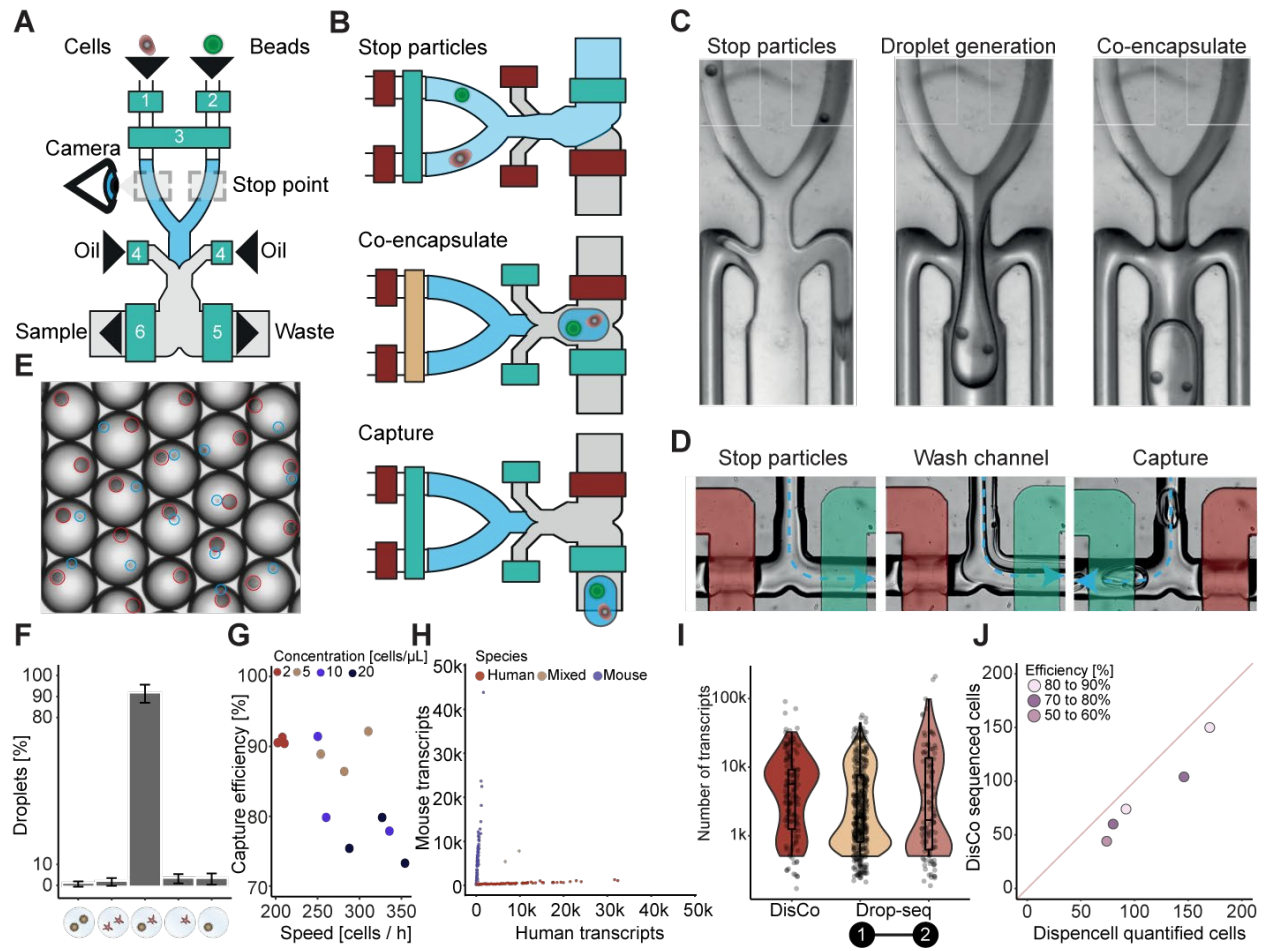 A
Cells
Beads
1
2
3
Camera
Stop point
Oil
4
4
Oil
Sample
6
5
Waste
B
Stop particles
Co-encapsulate
Capture
C
Stop particles
Droplet generation
Co-encapsulate
D
Stop particles
Wash channel
Capture
E
F
Droplets [%]
100
90
80
10
0
G
Concentration [cells/µL]
2
5
10
20
Capture efficiency [%]
100
90
80
70
200
250
300
350
Speed [cells / h]
H
Species
Human
Mixed
Mouse
Mouse transcripts
50k
40k
30k
20k
10k
0
0
10k
20k
30k
40k
50k
Human transcripts
I
Number of transcripts
100k
10k
1k
DisCo
Drop-seq
1
2
J
Efficiency [%]
80 to 90%
70 to 80%
50 to 60%
DisCo sequenced cells
200
150
100
50
0
0
50
100
150
200
Dispencell quantified cells